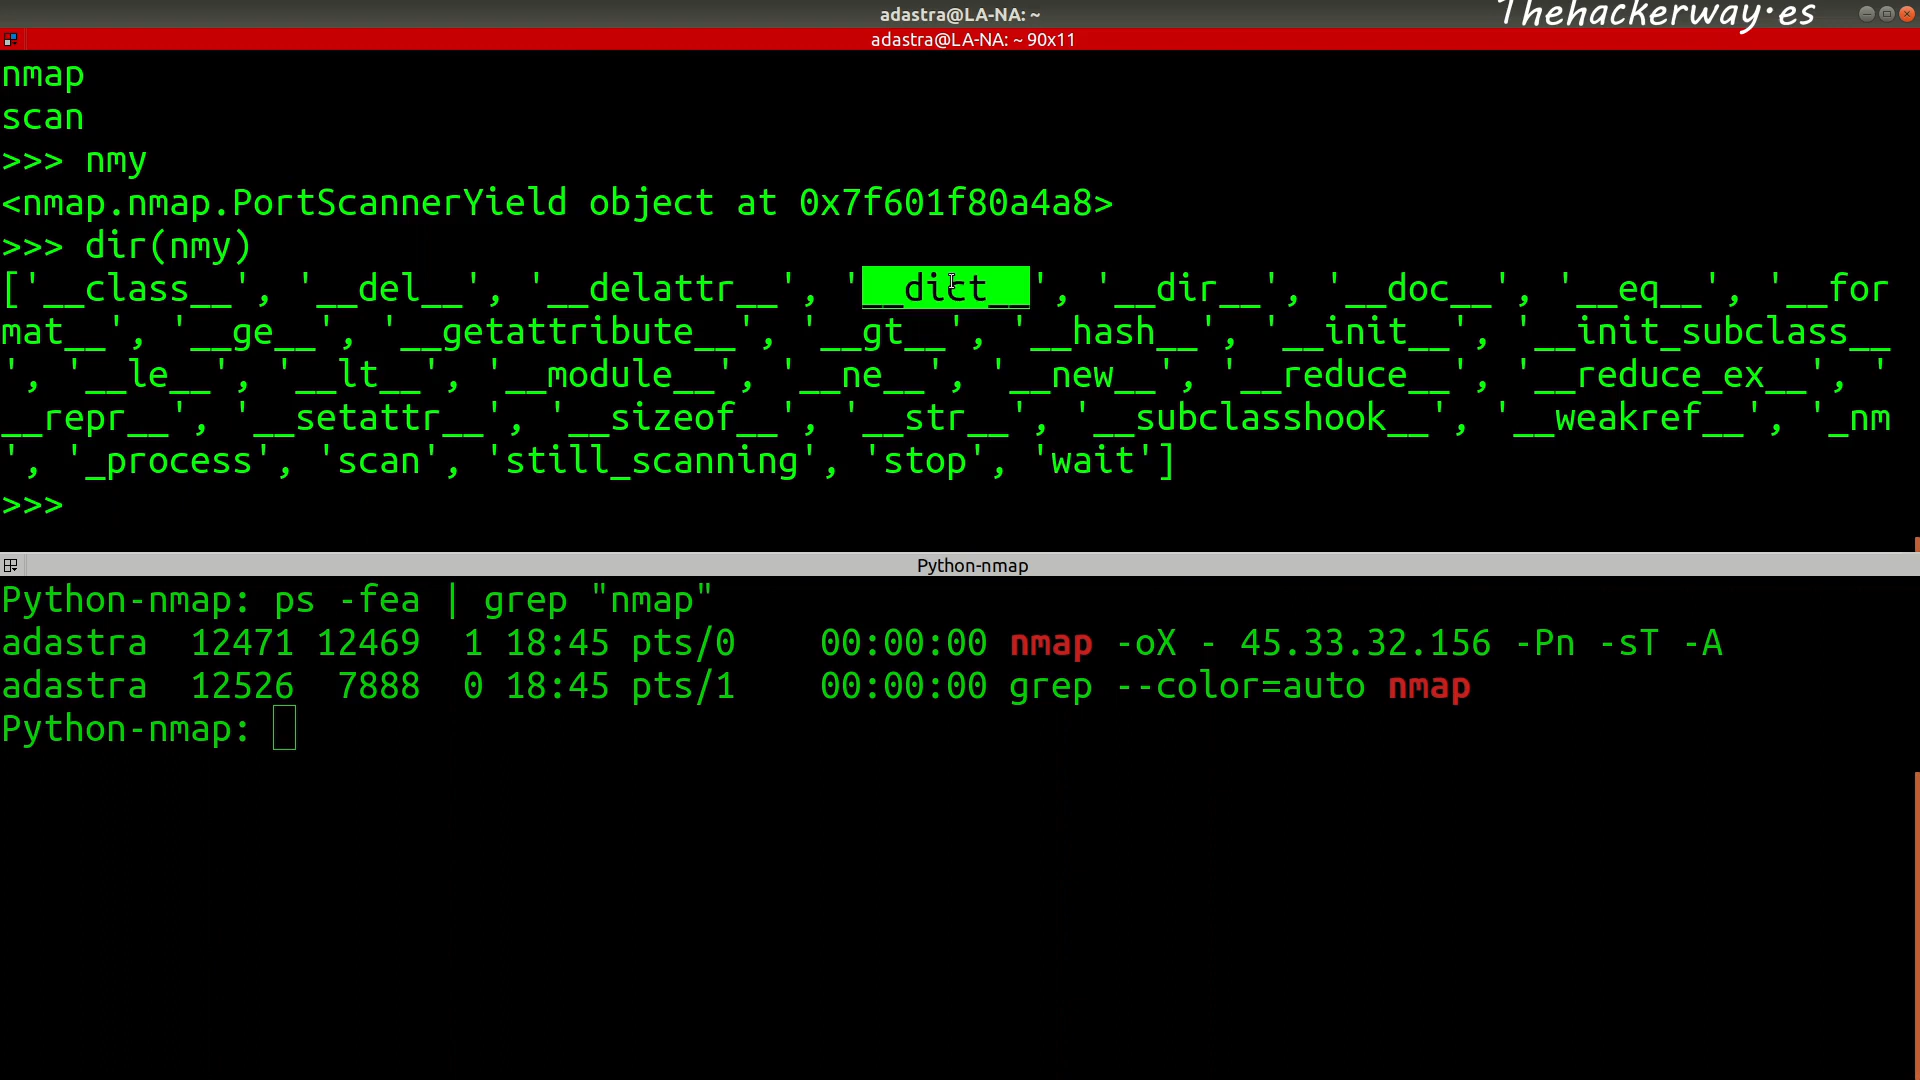 adastra@LA-NA: ~
Thehackerway.es
adastra@LA-NA: ~ 90x11
nmap
scan
>>> nmy
<nmap.nmap.PortScannerYield object at 0x7f601f80a4a8>
>>> dir(nmy)
['__class__', '__del__', '__delattr__', '__dict__', '__dir__', '__doc__', '__eq__', '__for
mat__', '__ge__', '__getattribute__', '__gt__', '__hash__', '__init__', '__init_subclass__
', '__le__', '__lt__', '__module__', '__ne__', '__new__', '__reduce__', '__reduce_ex__', '
__repr__', '__setattr__', '__sizeof__', '__str__', '__subclasshook__', '__weakref__', '_nm
', '_process', 'scan', 'still_scanning', 'stop', 'wait']
>>>
Python-nmap
Python-nmap: ps -fea | grep "nmap"
adastra  12471 12469  1 18:45 pts/0    00:00:00 nmap -oX - 45.33.32.156 -Pn -sT -A
adastra  12526  7888  0 18:45 pts/1    00:00:00 grep --color=auto nmap
Python-nmap: